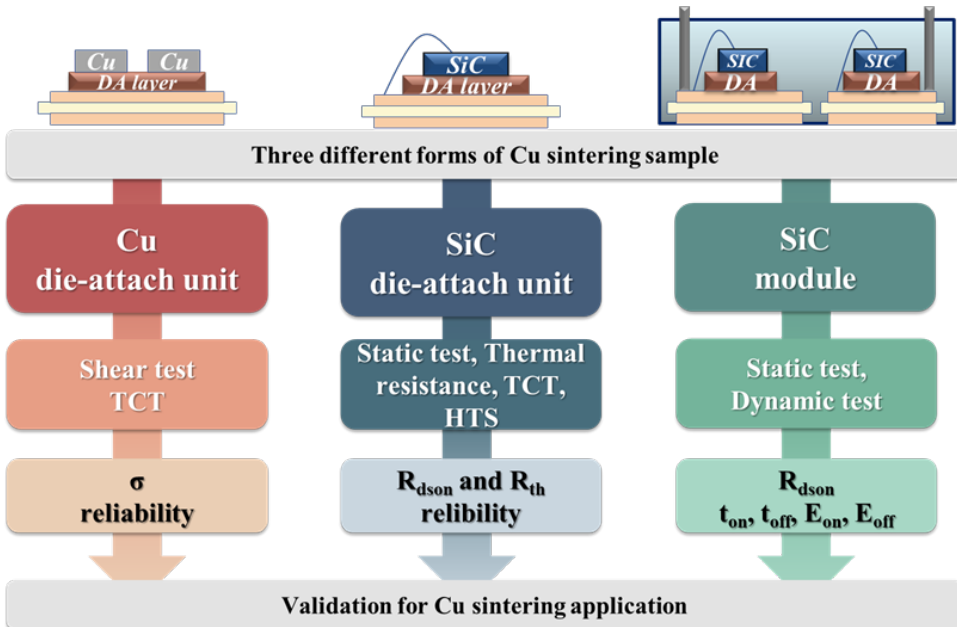 Cu Cu
DA layer
SiC
DA layer
SIC
DA
SIC
DA
Three different forms of Cu sintering sample
Cu
die-attach unit
SiC
die-attach unit
SiC
module
Shear test
TCT
Static test, Thermal
resistance, TCT,
HTS
Static test,
Dynamic test
σ
reliability
Rdson and Rth
relibility
Rdson
ton, toff, Eon, Eoff
Validation for Cu sintering application